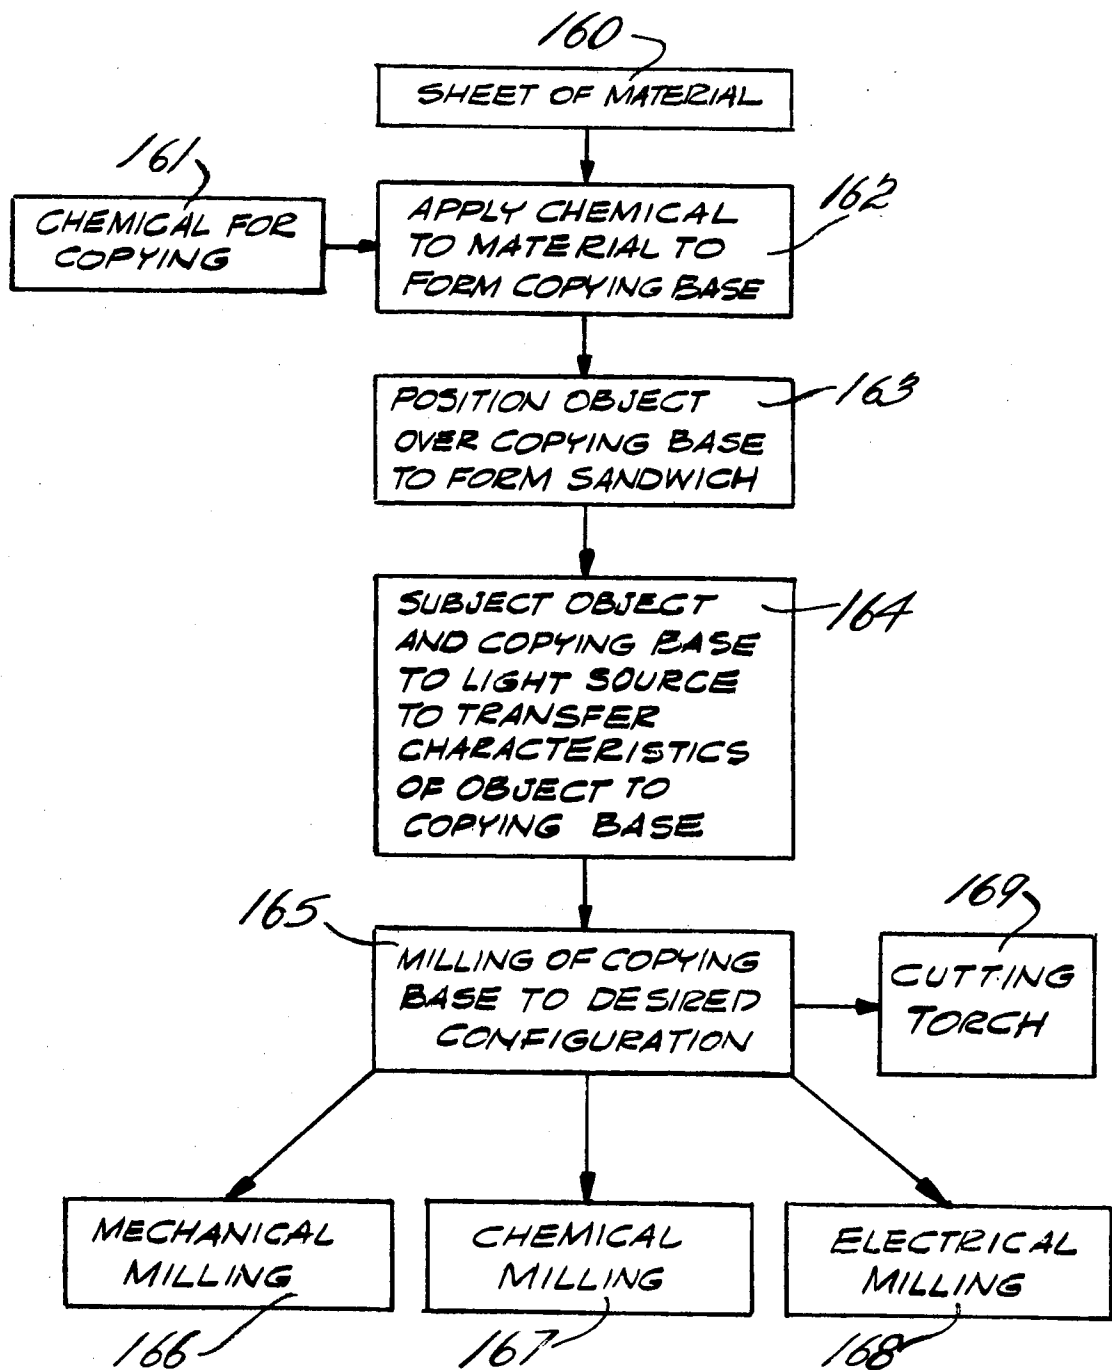 160
SHEET OF MATERIAL
161
CHEMICAL FOR
COPYING
162
APPLY CHEMICAL
TO MATERIAL TO
FORM COPYING BASE
163
POSITION OBJECT
OVER COPYING BASE
TO FORM SANDWICH
164
SUBJECT OBJECT
AND COPYING BASE
TO LIGHT SOURCE
TO TRANSFER
CHARACTERISTICS
OF OBJECT TO
COPYING BASE
165
MILLING OF COPYING
BASE TO DESIRED
CONFIGURATION
169
CUTTING
TORCH
MECHANICAL
MILLING
166
CHEMICAL
MILLING
167
ELECTRICAL
MILLING
168